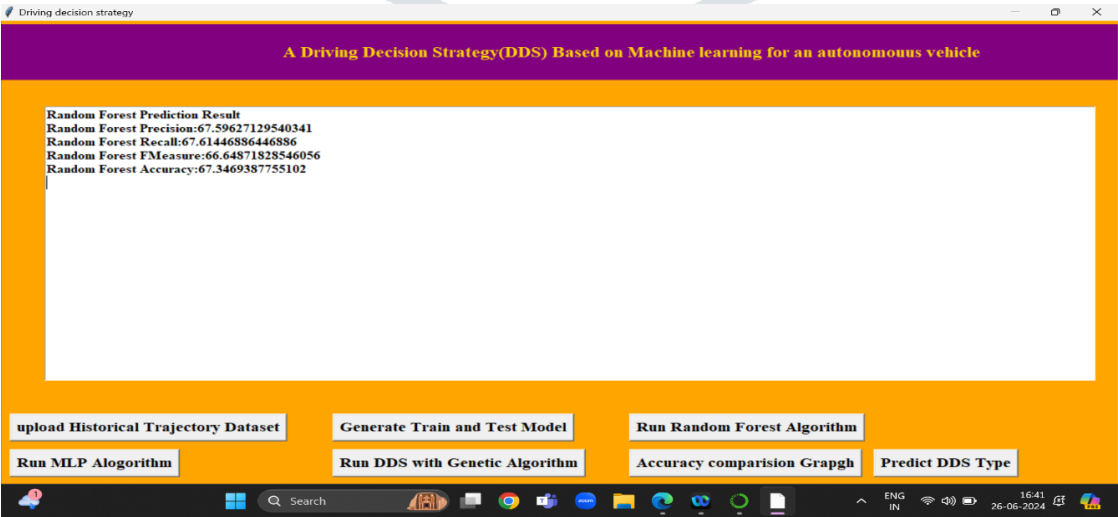 Driving decision strategy
A Driving Decision Strategy(DDS) Based on Machine learning for an autonomouus vehicle
Random Forest Prediction Result
Random Forest Precision:67.59627129540341
Random Forest Recall:67.61446886446886
Random Forest FMeasure:66.64871828546056
Random Forest Accuracy:67.3469387755102
upload Historical Trajectory Dataset
Generate Train and Test Model
Run Random Forest Algorithm
Run MLP Alogorithm
Run DDS with Genetic Algorithm
Accuracy comparision Grapgh
Predict DDS Type
1
Search
zoom
ENG
IN
16:41
26-06-2024